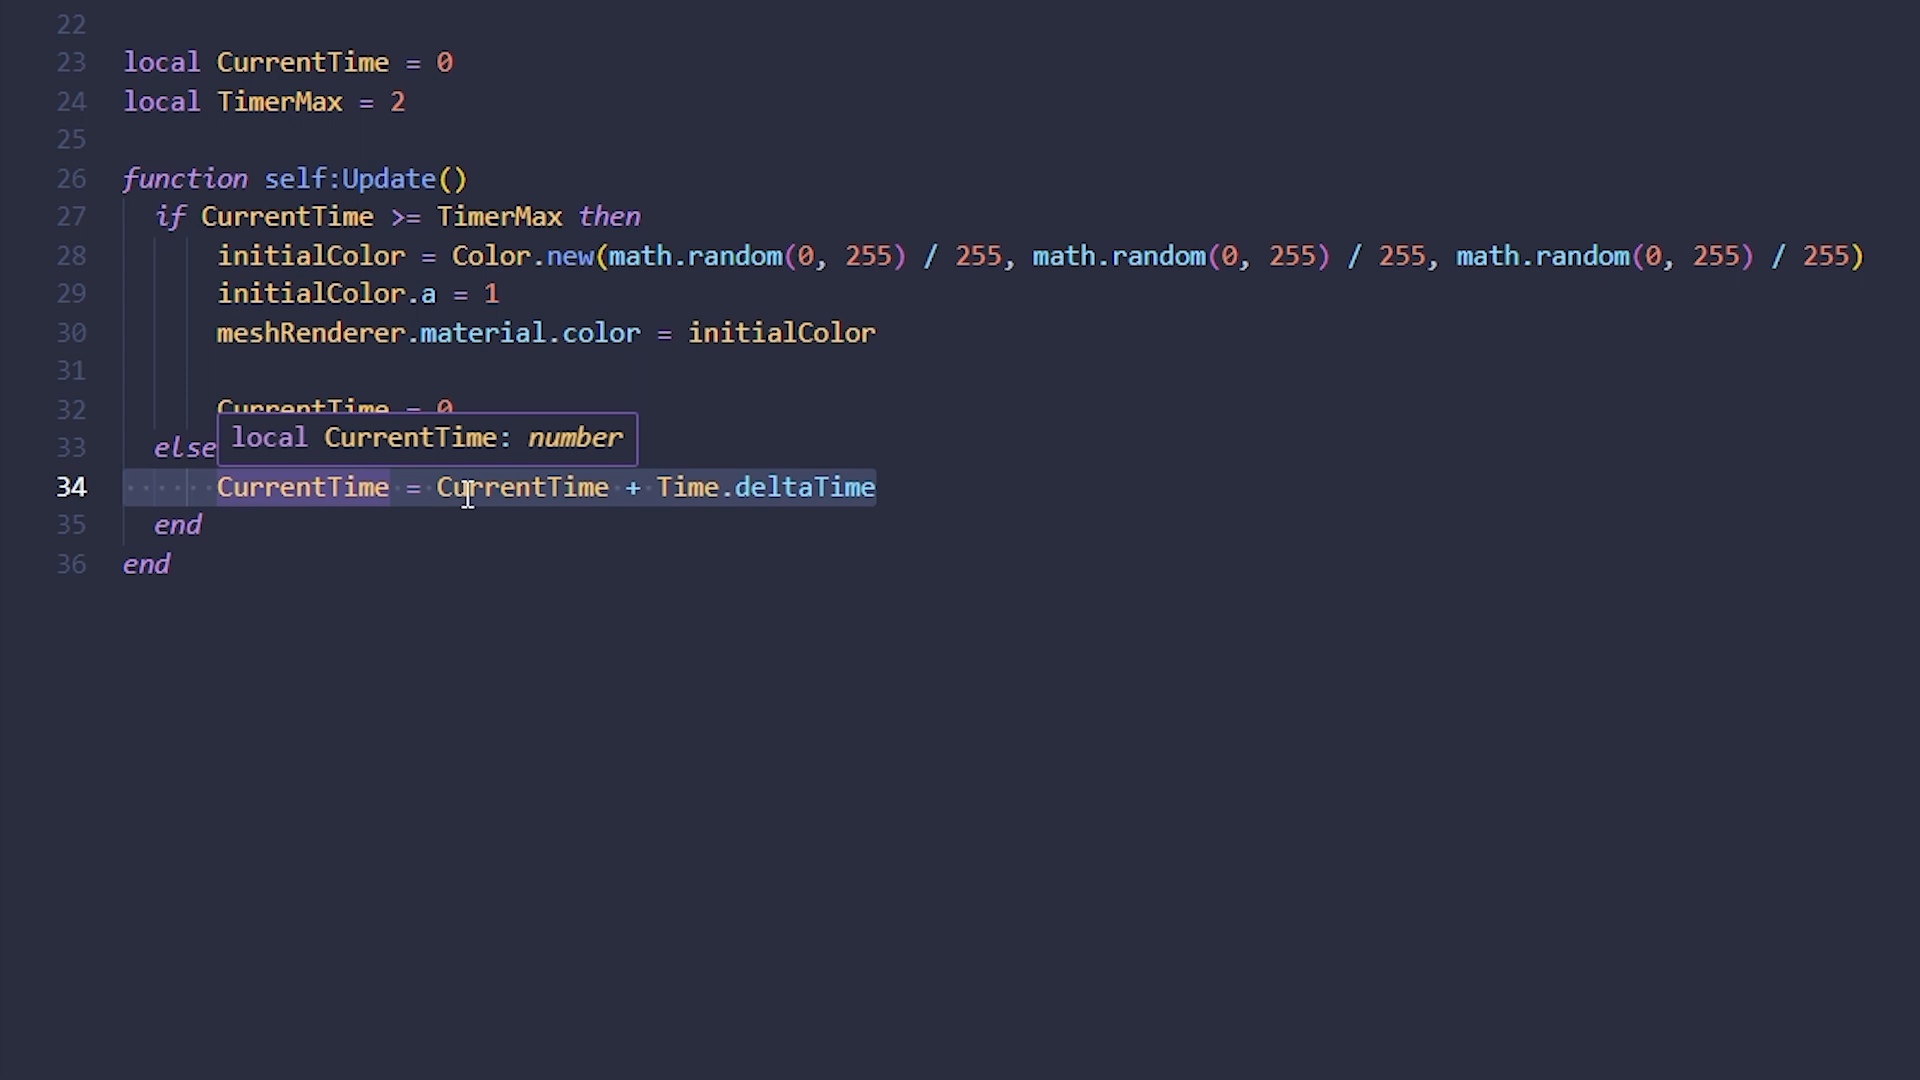 22
23 local CurrentTime = 0
24 local TimerMax = 2
25
26 function self:Update()
27 if CurrentTime >= TimerMax then
28 initialColor = Color.new(math.random(0, 255) / 255, math.random(0, 255) / 255, math.random(0, 255) / 255)
29 initialColor.a = 1
30 meshRenderer.material.color = initialColor
31
32 CurrentTime = 0
33 else
local CurrentTime: number
34 CurrentTime = CurrentTime + Time.deltaTime
35 end
36 end